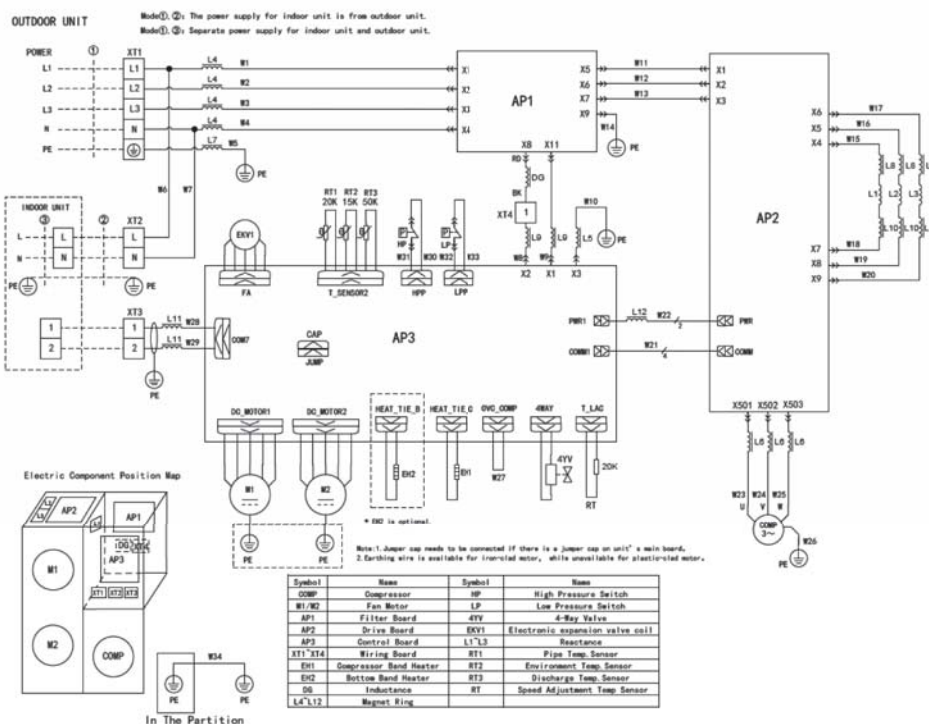 OUTDOOR UNIT
Mode①.②: The power supply for indoor unit is from outdoor unit.
Mode①.③: Separate power supply for indoor unit and outdoor unit.
POWER ① XT1
L1 L1 L4 W1 X1
L2 L2 L4 W2 X2
L3 L3 L4 W3 X3
N N L4 W4 X4
PE L7 W5
PE
W6 W7
AP1
X5 W11 X1
X6 W12 X2
X7 W13 X3
X9
W14
PE
X8 X11
RD
DG
BK
XT4 1
L9 L9 L5
W10
PE
W8 W9
X2 X1 X3
AP2
X6 W17
X5 W16
X4 W15
L8 L8
L1 L2 L3
L10 L10
X7 W18
X8 W19
X9 W20
INDOOR UNIT
③ ② XT2
L L L
N N N
PE PE
XT3
1 1 L11 W28
2 2 L11 W29
COM7
PE
EKV1
FA
RT1 RT2 RT3
20K 15K 50K
T_SENSOR2
P HP
W31 W30
HPP
P LP
W32 W33
LPP
AP3
CAP
JUMP
PWR1 L12 W22 2 PWR
COMM1 W21 4 COMM
DC_MOTOR1 DC_MOTOR2 HEAT_TIE_B HEAT_TIE_C OVC_COMP 4WAY T_LAC
M1 M2 EH2 EH1 W27 4YV 20K
RT
PE PE
* EH2 is optional.
X501 X502 X503
L6 L6 L6
W23 W24 W25
U V W
COMP
3~
W26
PE
Note:1.Jumper cap needs to be connected if there is a jumper cap on unit's main board.
2.Earthing wire is available for iron-clad motor, while unavailable for plastic-clad motor.
Electric Component Position Map
AP2 AP1
DG XT4
AP3
M1 XT1 XT2 XT3
M2 COMP
W34
PE PE
In The Partition
Symbol Name Symbol Name
COMP Compressor HP High Pressure Switch
M1/M2 Fan Motor LP Low Pressure Switch
AP1 Filter Board 4YV 4-Way Valve
AP2 Drive Board EKV1 Electronic expansion valve coil
AP3 Control Board L1~L3 Reactance
XT1~XT4 Wiring Board RT1 Pipe Temp.Sensor
EH1 Compressor Band Heater RT2 Environment Temp.Sensor
EH2 Bottom Band Heater RT3 Discharge Temp.Sensor
DG Inductance RT Speed Adjustment Temp Sensor
L4~L12 Magnet Ring